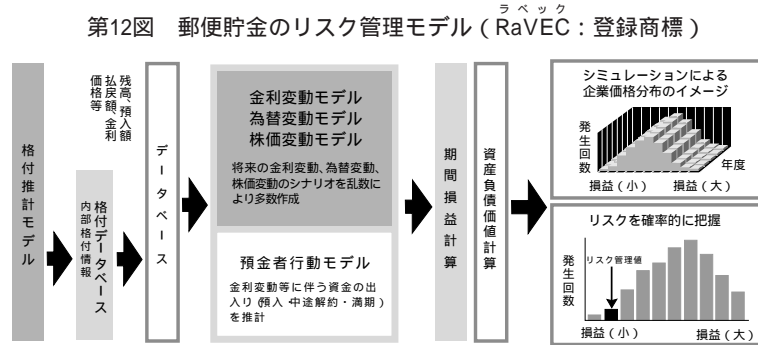 ラベック
第12図　郵便貯金のリスク管理モデル（RaVEC：登録商標）
格付推計モデル
残高、預入額
払戻額、金利
価格等
格付データベース
内部格付情報
データベース
金利変動モデル
為替変動モデル
株価変動モデル
将来の金利変動、為替変動、
株価変動のシナリオを乱数に
より多数作成
預金者行動モデル
金利変動等に伴う資金の出
入り（預入・中途解約・満期）
を推計
期間損益計算
資産負債価値計算
シミュレーションによる
企業価格分布のイメージ
発生回数
年度
損益（小）
損益（大）
リスクを確率的に把握
発生回数
リスク管理値
損益（小）
損益（大）